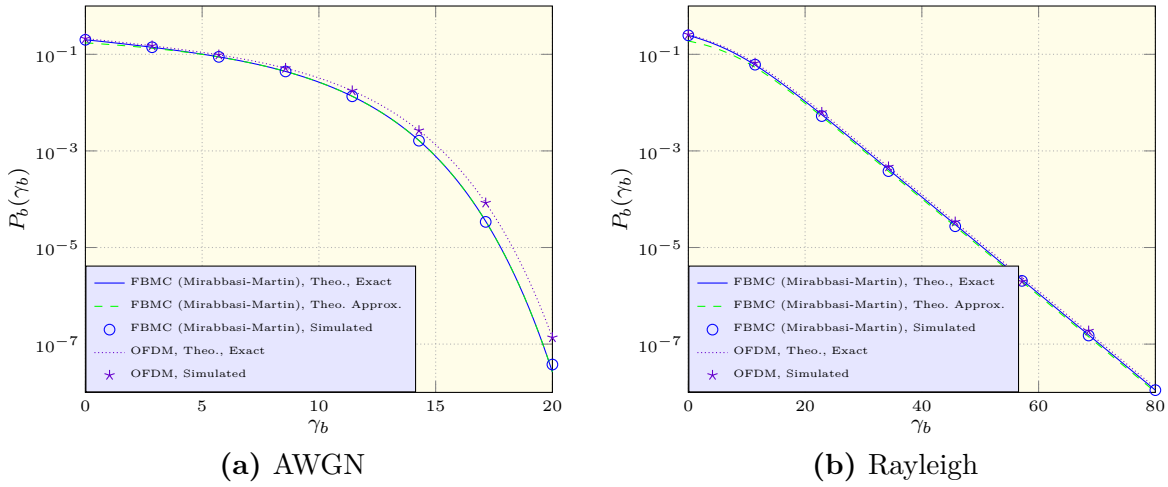 10^{-1}
10^{-3}
10^{-5}
10^{-7}
P_b(γ_b)
FBMC (Mirabbasi-Martin), Theo., Exact
FBMC (Mirabbasi-Martin), Theo. Approx.
FBMC (Mirabbasi-Martin), Simulated
OFDM, Theo., Exact
OFDM, Simulated
0 5 10 15 20
γ_b
(a) AWGN
10^{-1}
10^{-3}
10^{-5}
10^{-7}
P_b(γ_b)
FBMC (Mirabbasi-Martin), Theo., Exact
FBMC (Mirabbasi-Martin), Theo. Approx.
FBMC (Mirabbasi-Martin), Simulated
OFDM, Theo., Exact
OFDM, Simulated
0 20 40 60 80
γ_b
(b) Rayleigh